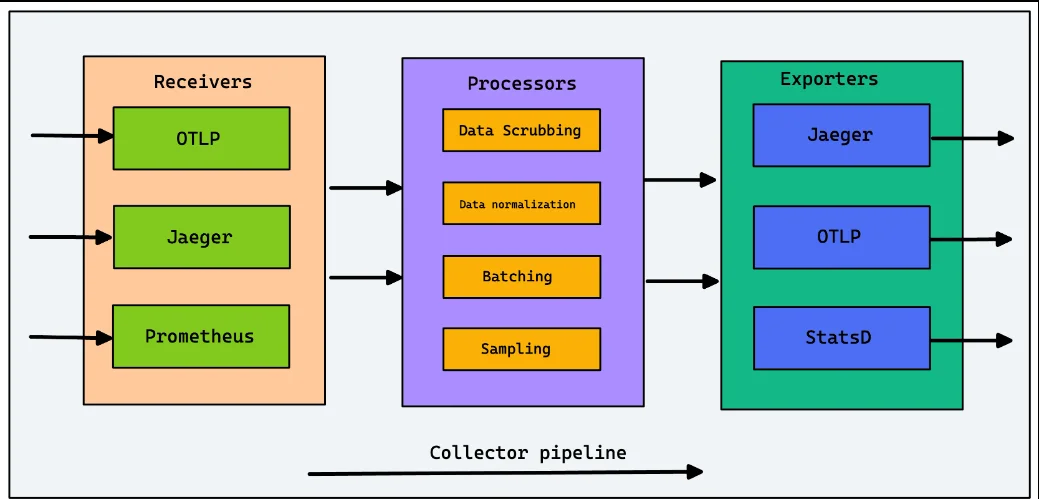 Receivers
OTLP
Jaeger
Prometheus
Processors
Data Scrubbing
Data normalization
Batching
Sampling
Exporters
Jaeger
OTLP
StatsD
Collector pipeline